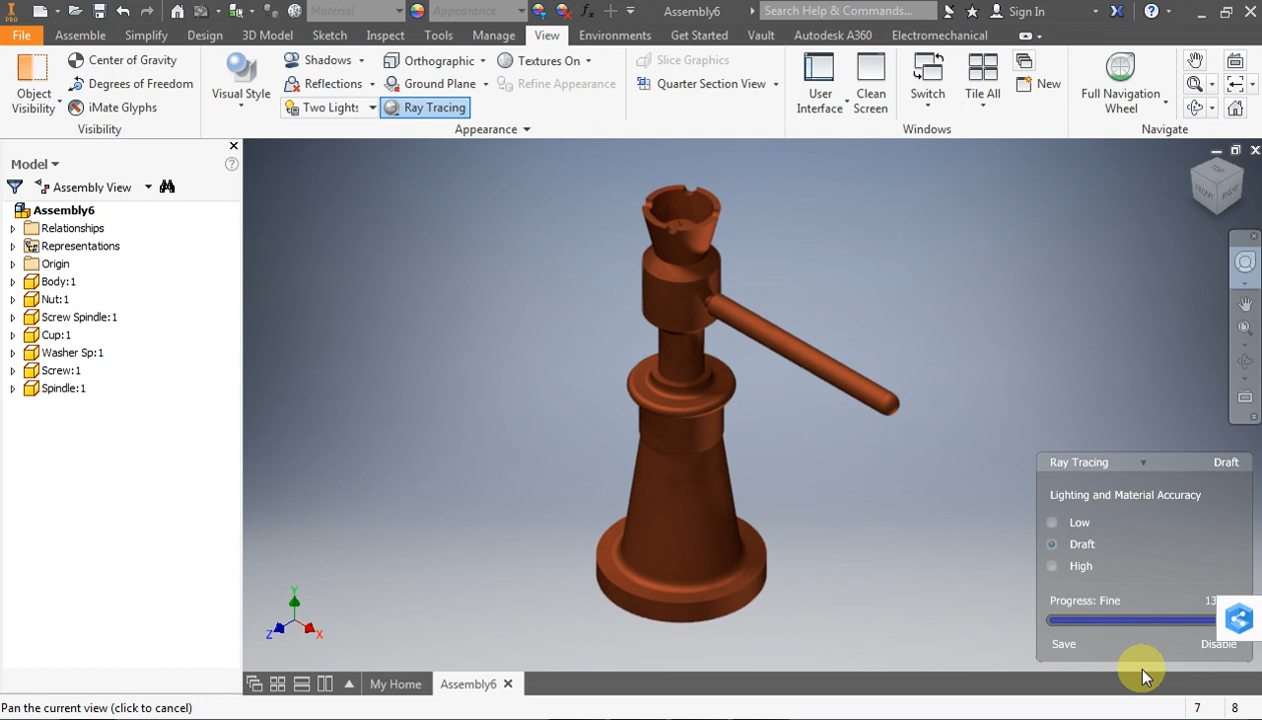 PRO
Material
Appearance
fx
Assembly6
Search Help & Commands...
Sign In
File
Assemble
Simplify
Design
3D Model
Sketch
Inspect
Tools
Manage
View
Environments
Get Started
Vault
Autodesk A360
Electromechanical
Object
Visibility
Center of Gravity
Degrees of Freedom
iMate Glyphs
Visibility
Visual Style
Shadows
Reflections
Two Lights
Orthographic
Ground Plane
Ray Tracing
Textures On
Refine Appearance
Appearance
Slice Graphics
Quarter Section View
User
Interface
Clean
Screen
Switch
Tile All
New
Windows
Full Navigation
Wheel
Navigate
Model
Assembly View
Assembly6
Relationships
Representations
Origin
Body:1
Nut:1
Screw Spindle:1
Cup:1
Washer Sp:1
Screw:1
Spindle:1
TOP
FRONT
RIGHT
Y
Z
X
Ray Tracing
Draft
Lighting and Material Accuracy
Low
Draft
High
Progress: Fine
13
Save
Disable
My Home
Assembly6
Pan the current view (click to cancel)
7
8